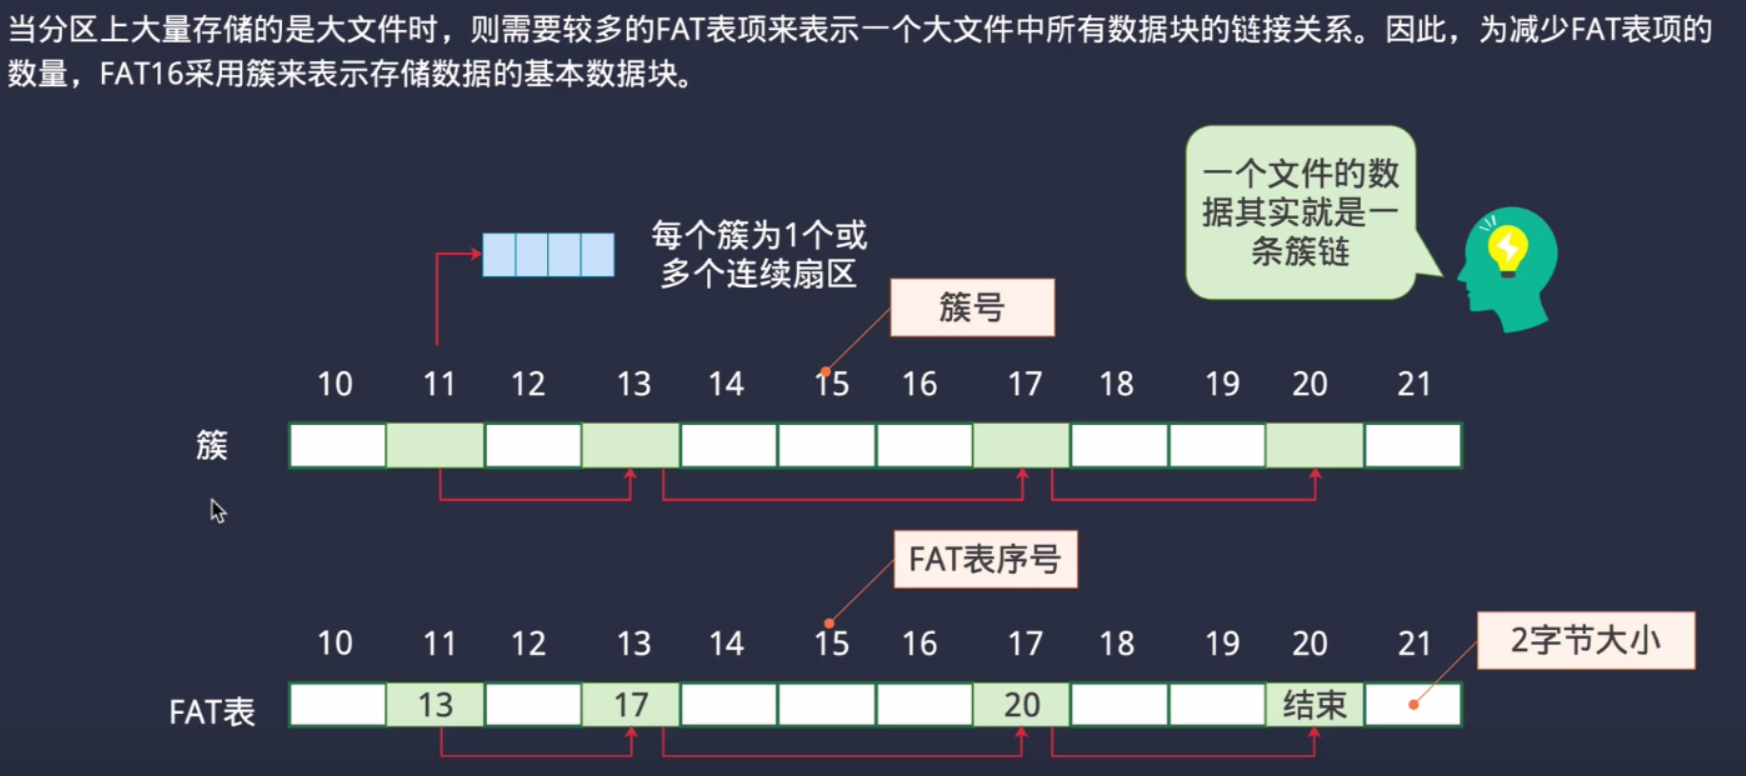 当分区上大量存储的是大文件时，则需要较多的FAT表项来表示一个大文件中所有数据块的链接关系。因此，为减少FAT表项的
数量，FAT16采用簇来表示存储数据的基本数据块。
一个文件的数
据其实就是一
条簇链
每个簇为1个或
多个连续扇区
簇号
10 11 12 13 14 15 16 17 18 19 20 21
簇
FAT表序号
10 11 12 13 14 15 16 17 18 19 20 21
2字节大小
FAT表 13 17 20 结束